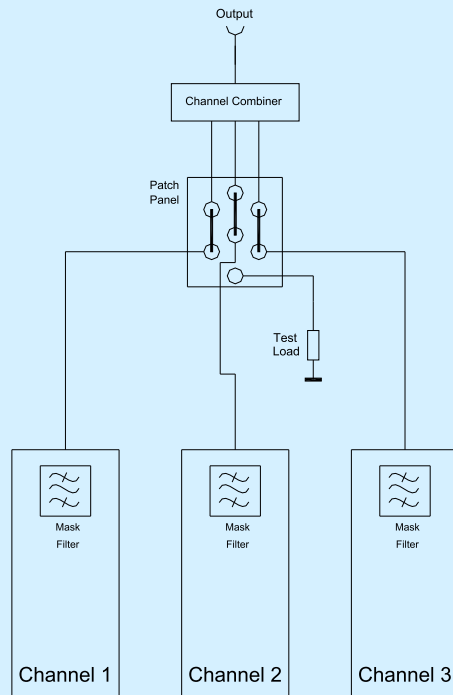 Output
Channel Combiner
Patch
Panel
Test
Load
Mask
Filter
Mask
Filter
Mask
Filter
Channel 1
Channel 2
Channel 3